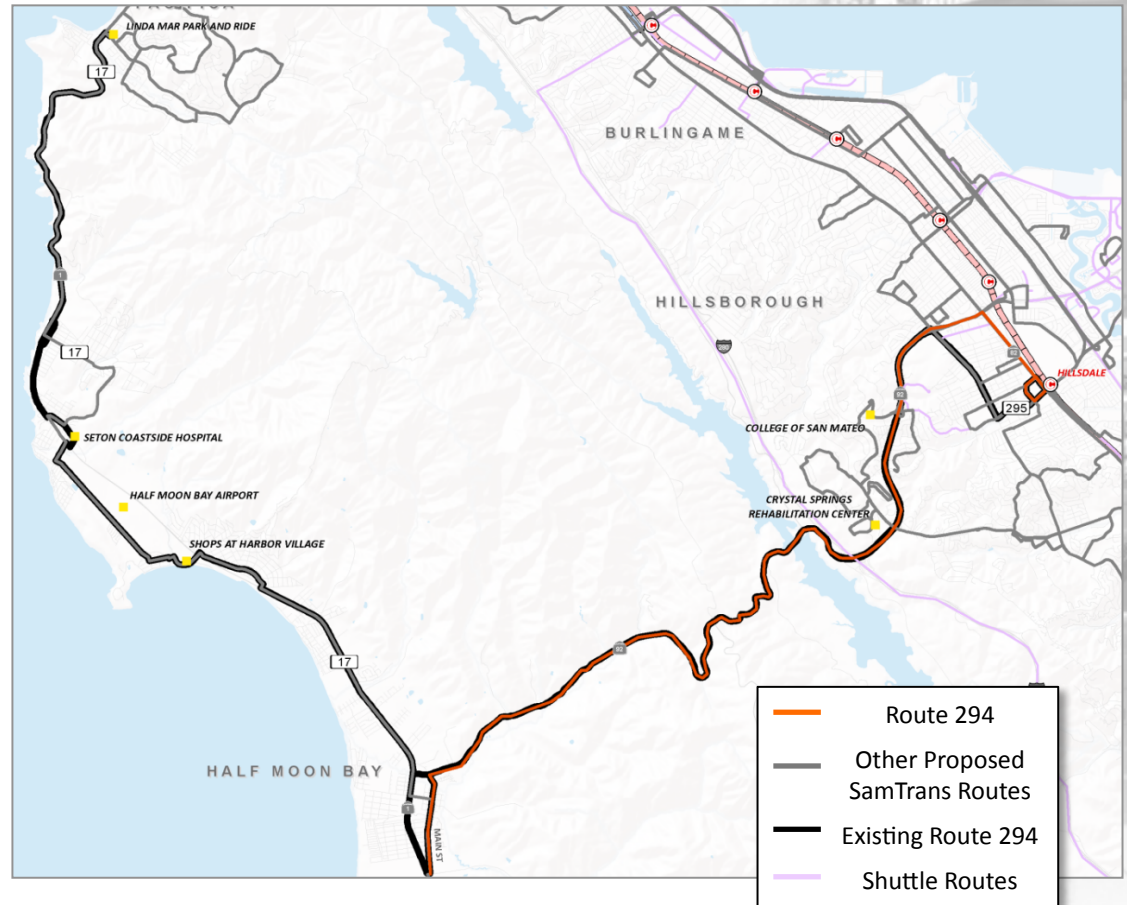 LINDA MAR PARK AND RIDE
17
BURLINGAME
HILLSBOROUGH
1
17
280
92
HILLSDALE
295
92
COLLEGE OF SAN MATEO
SETON COASTSIDE HOSPITAL
HALF MOON BAY AIRPORT
CRYSTAL SPRINGS
REHABILITATION CENTER
SHOPS AT HARBOR VILLAGE
92
17
HALF MOON BAY
1
MAIN ST
Route 294
Other Proposed
SamTrans Routes
Existing Route 294
Shuttle Routes